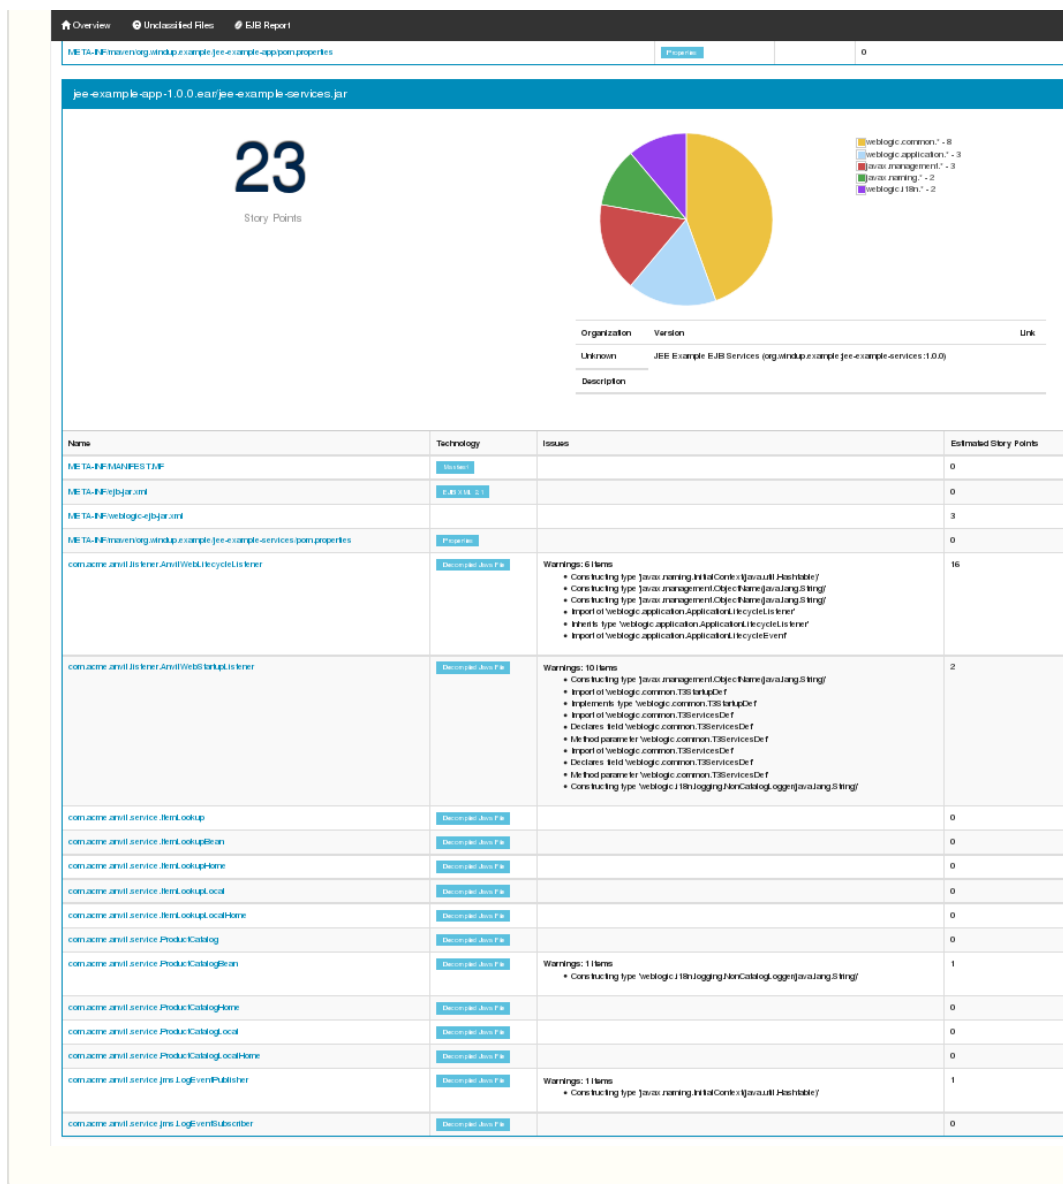 Overview Unclassified Files EJB Report
META-INF/maven/org.windup.example/jee-example-app/pom.properties Properties 0
jee-example-app-1.0.0.ear/jee-example-services.jar
23
Story Points
weblogic.common.* - 8
weblogic.application.* - 3
javax.management.* - 3
javax.naming.* - 2
weblogic.i18n.* - 2
Organization Version Link
Unknown JEE Example EJB Services (org.windup.example:jee-example-services:1.0.0)
Description
Name Technology Issues Estimated Story Points
META-INF/MANIFEST.MF Manifest 0
META-INF/ejb-jar.xml EJB XML 2.1 0
META-INF/weblogic-ejb-jar.xml 3
META-INF/maven/org.windup.example/jee-example-services/pom.properties Properties 0
com.acme.anvil.listener.AnvilWebLifecycleListener Decompiled Java File Warnings: 6 items 16
• Constructing type 'javax.naming.InitialContext(java.util.Hashtable)'
• Constructing type 'javax.management.ObjectName(java.lang.String)'
• Constructing type 'javax.management.ObjectName(java.lang.String)'
• Import of 'weblogic.application.ApplicationLifecycleListener'
• Inherits type 'weblogic.application.ApplicationLifecycleListener'
• Import of 'weblogic.application.ApplicationLifecycleEvent'
com.acme.anvil.listener.AnvilWebStartupListener Decompiled Java File Warnings: 10 items 2
• Constructing type 'javax.management.ObjectName(java.lang.String)'
• Import of 'weblogic.common.T3StartupDef'
• Implements type 'weblogic.common.T3StartupDef'
• Import of 'weblogic.common.T3ServicesDef'
• Declares field 'weblogic.common.T3ServicesDef'
• Method parameter 'weblogic.common.T3ServicesDef'
• Import of 'weblogic.common.T3ServicesDef'
• Declares field 'weblogic.common.T3ServicesDef'
• Method parameter 'weblogic.common.T3ServicesDef'
• Constructing type 'weblogic.i18n.logging.NonCatalogLogger(java.lang.String)'
com.acme.anvil.service.ItemLookup Decompiled Java File 0
com.acme.anvil.service.ItemLookupBean Decompiled Java File 0
com.acme.anvil.service.ItemLookupHome Decompiled Java File 0
com.acme.anvil.service.ItemLookupLocal Decompiled Java File 0
com.acme.anvil.service.ItemLookupLocalHome Decompiled Java File 0
com.acme.anvil.service.ProductCatalog Decompiled Java File 0
com.acme.anvil.service.ProductCatalogBean Decompiled Java File Warnings: 1 items 1
• Constructing type 'weblogic.i18n.logging.NonCatalogLogger(java.lang.String)'
com.acme.anvil.service.ProductCatalogHome Decompiled Java File 0
com.acme.anvil.service.ProductCatalogLocal Decompiled Java File 0
com.acme.anvil.service.ProductCatalogLocalHome Decompiled Java File 0
com.acme.anvil.service.jms.LogEventPublisher Decompiled Java File Warnings: 1 items 1
• Constructing type 'javax.naming.InitialContext(java.util.Hashtable)'
com.acme.anvil.service.jms.LogEventSubscriber Decompiled Java File 0